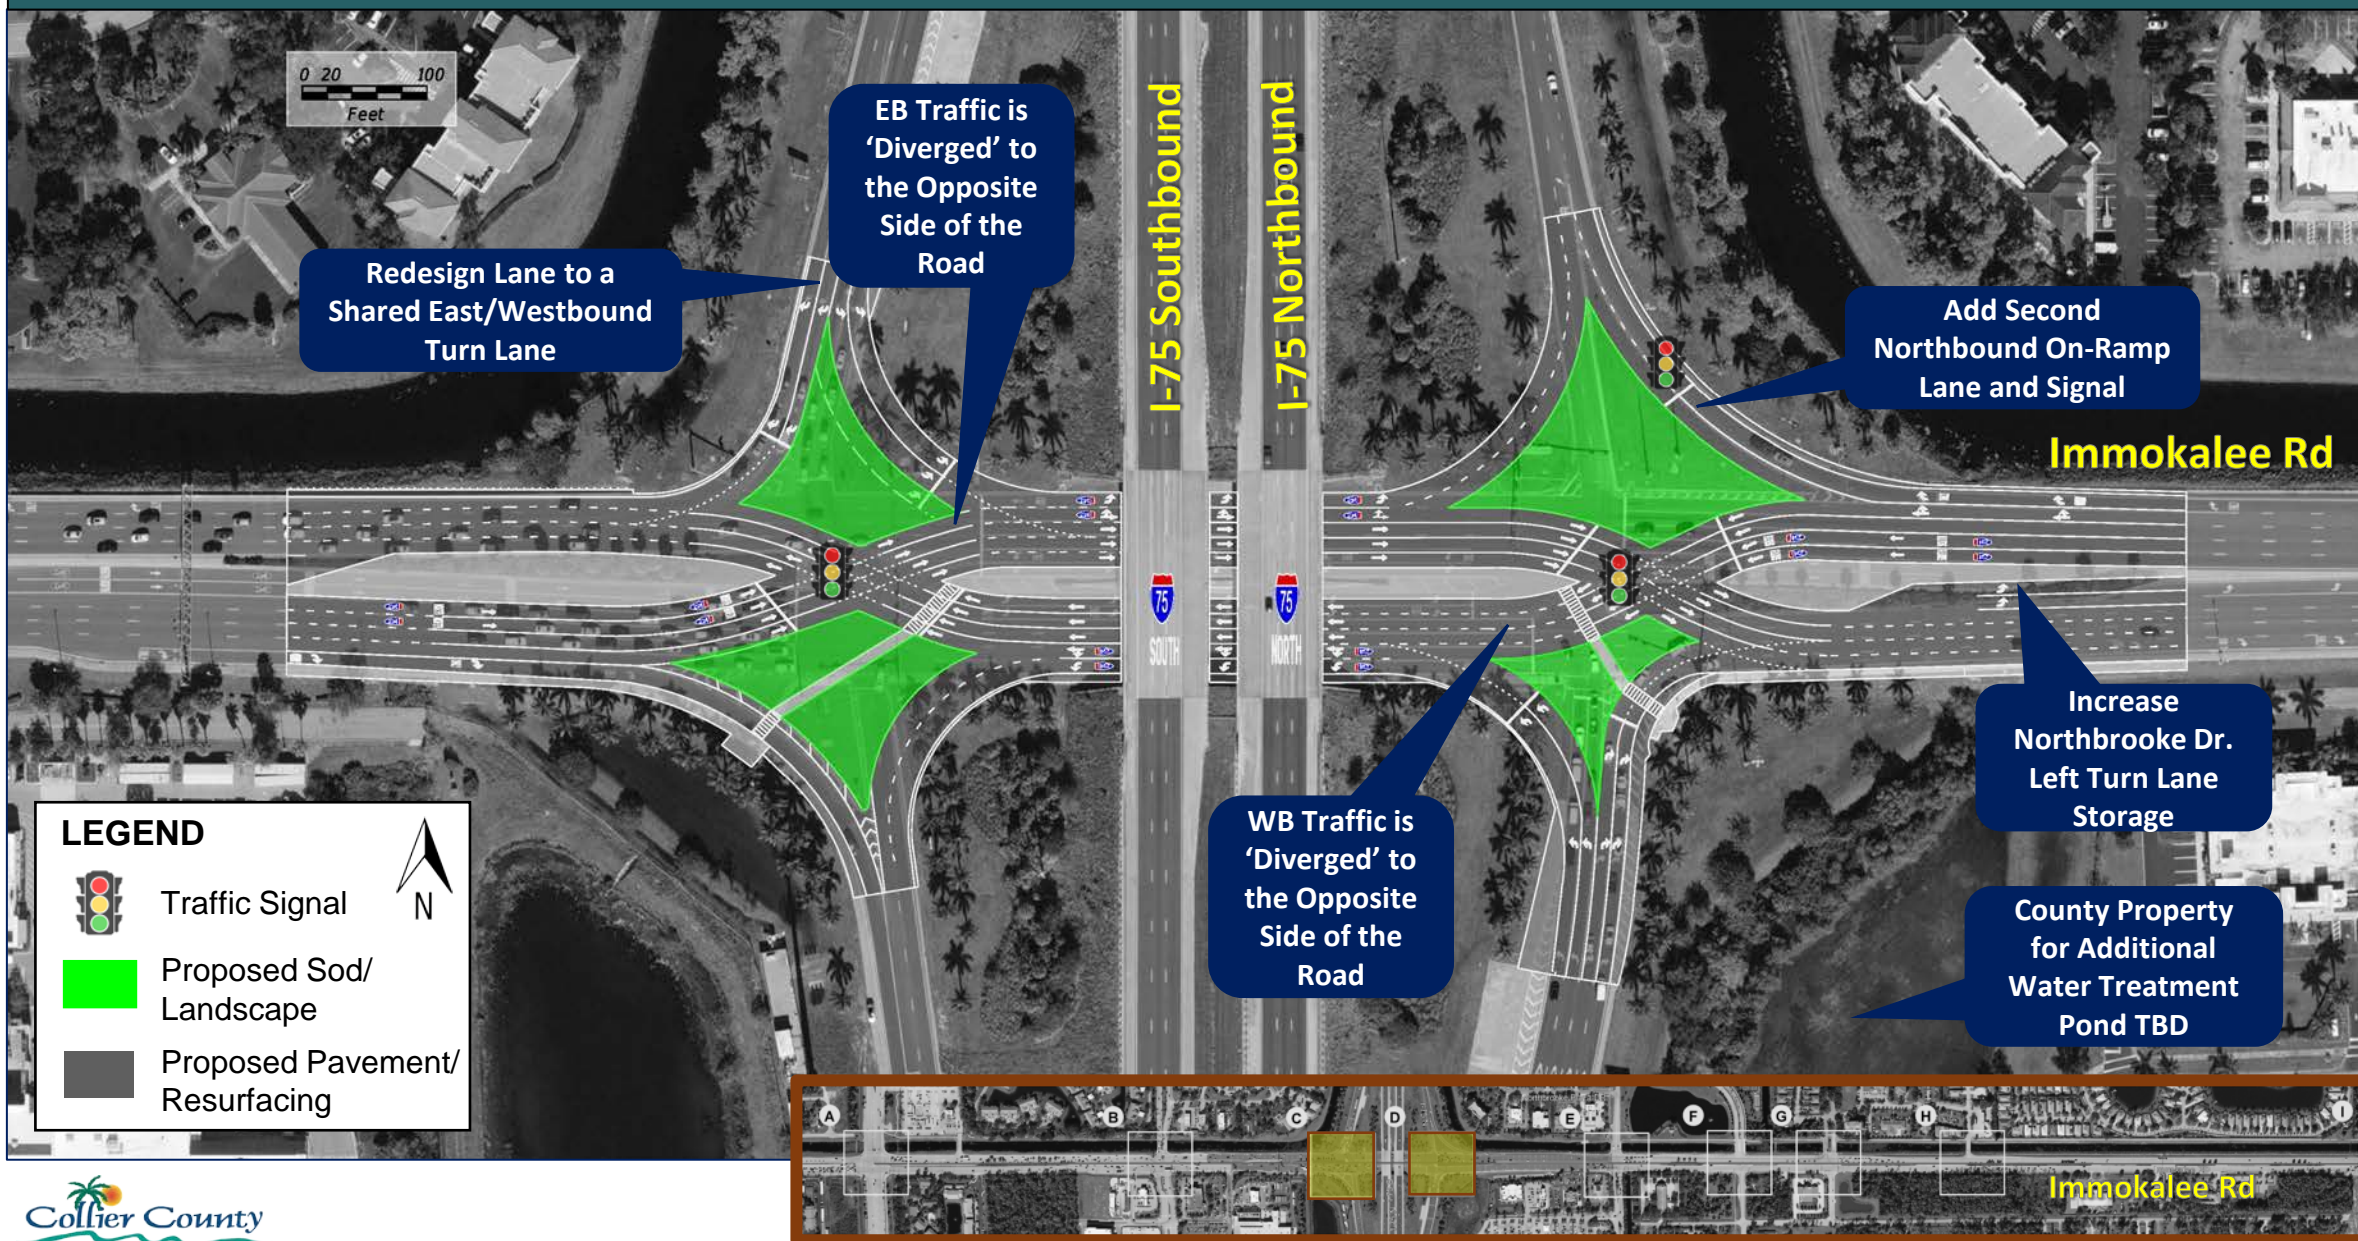 0 20 100
Feet
EB Traffic is
‘Diverged’ to
the Opposite
Side of the
Road
Redesign Lane to a
Shared East/Westbound
Turn Lane
I-75 Southbound
I-75 Northbound
Add Second
Northbound On-Ramp
Lane and Signal
Immokalee Rd
75
SOUTH
75
NORTH
Increase
Northbrooke Dr.
Left Turn Lane
Storage
WB Traffic is
‘Diverged’ to
the Opposite
Side of the
Road
County Property
for Additional
Water Treatment
Pond TBD
LEGEND
N
Traffic Signal
Proposed Sod/
Landscape
Proposed Pavement/
Resurfacing
A
B
C
D
E
F
G
H
I
Immokalee Rd
Collier County